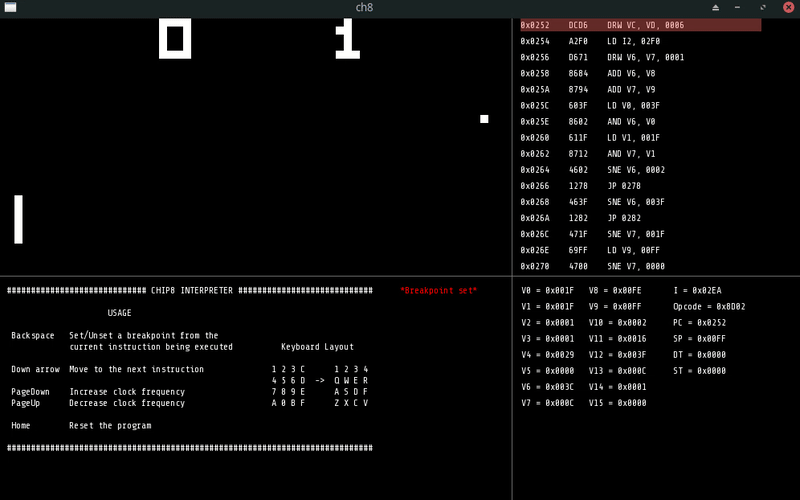 ch8
0 1
0x0252 DCD6 DRW VC, VD, 0006
0x0254 A2F0 LD I2, 02F0
0x0256 D671 DRW V6, V7, 0001
0x0258 8684 ADD V6, V8
0x025A 8794 ADD V7, V9
0x025C 603F LD V0, 003F
0x025E 8602 AND V6, V0
0x0260 611F LD V1, 001F
0x0262 8712 AND V7, V1
0x0264 4602 SNE V6, 0002
0x0266 1278 JP 0278
0x0268 463F SNE V6, 003F
0x026A 1282 JP 0282
0x026C 471F SNE V7, 001F
0x026E 69FF LD V9, 00FF
0x0270 4700 SNE V7, 0000
############################# CHIP8 INTERPRETER ############################ *Breakpoint set*
USAGE
Backspace Set/Unset a breakpoint from the
current instruction being executed Keyboard Layout
Down arrow Move to the next instruction 1 2 3 C 1 2 3 4
4 5 6 D -> Q W E R
PageDown Increase clock frequency 7 8 9 E A S D F
PageUp Decrease clock frequency A 0 B F Z X C V
Home Reset the program
############################################################################
V0 = 0x001F V8 = 0x00FE I = 0x02EA
V1 = 0x001F V9 = 0x00FF Opcode = 0x8D02
V2 = 0x0001 V10 = 0x0002 PC = 0x0252
V3 = 0x0001 V11 = 0x0016 SP = 0x00FF
V4 = 0x0029 V12 = 0x003F DT = 0x0000
V5 = 0x0000 V13 = 0x000C ST = 0x0000
V6 = 0x003C V14 = 0x0001
V7 = 0x000C V15 = 0x0000